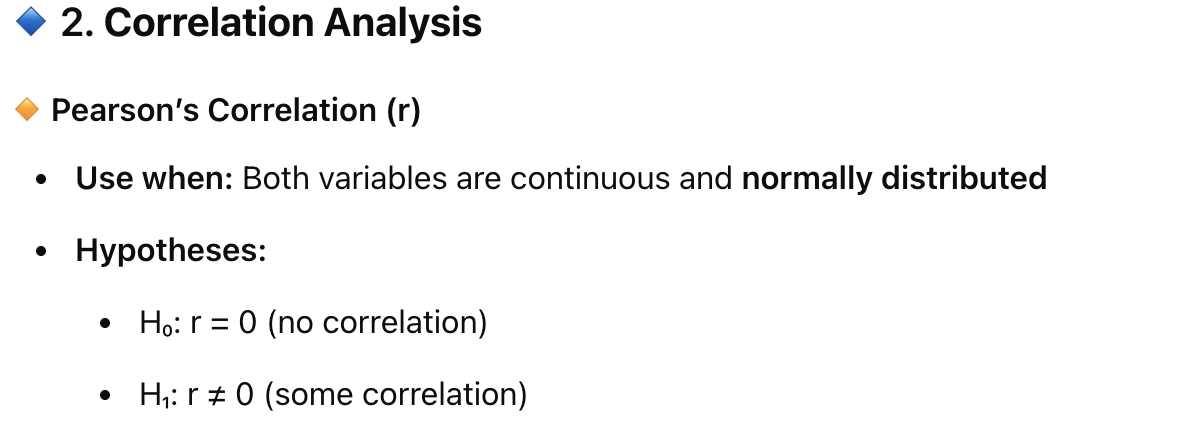 🔷 2. Correlation Analysis
🔸 Pearson’s Correlation (r)
• Use when: Both variables are continuous and normally distributed
• Hypotheses:
• H₀: r = 0 (no correlation)
• H₁: r ≠ 0 (some correlation)